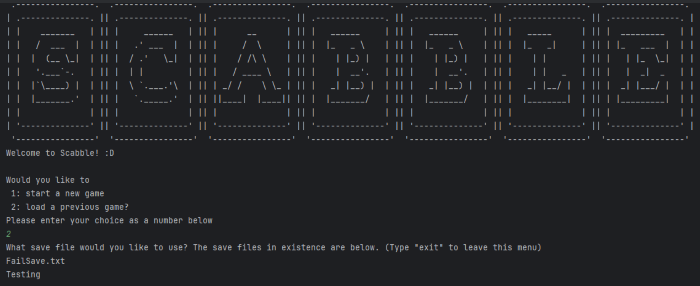 SCABBLE
Welcome to Scabble! :D
Would you like to
1: start a new game
2: load a previous game?
Please enter your choice as a number below
2
What save file would you like to use? The save files in existence are below. (Type "exit" to leave this menu)
FailSave.txt
Testing